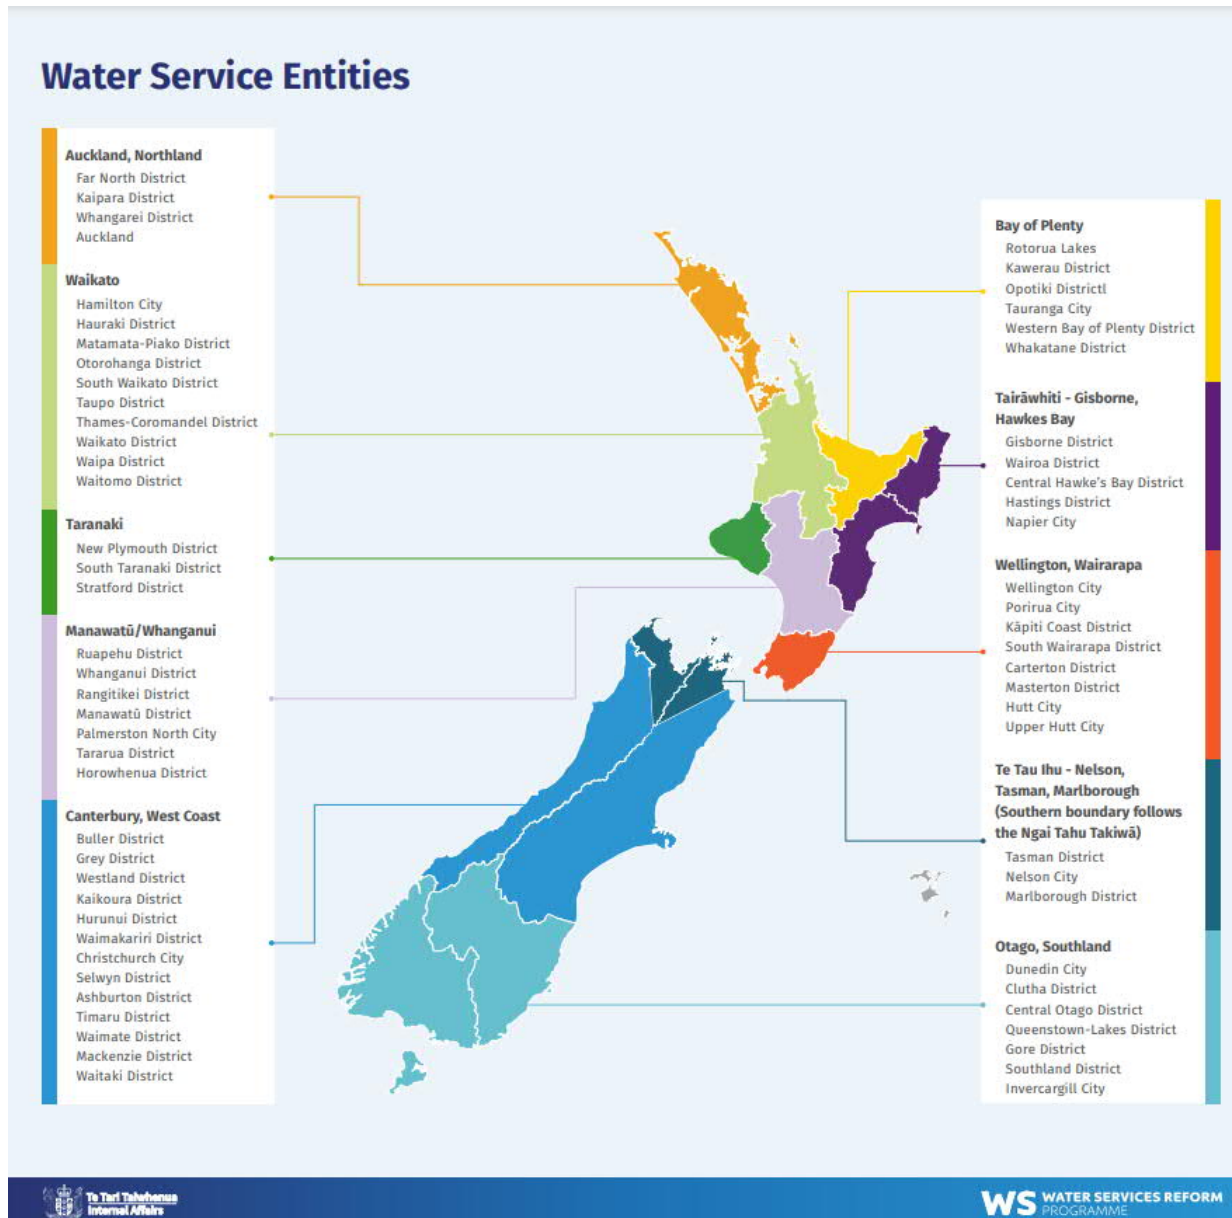 Water Service Entities
Auckland, Northland
Far North District
Kaipara District
Whangarei District
Auckland
Waikato
Hamilton City
Hauraki District
Matamata-Piako District
Otorohanga District
South Waikato District
Taupo District
Thames-Coromandel District
Waikato District
Waipa District
Waitomo District
Taranaki
New Plymouth District
South Taranaki District
Stratford District
Manawatū/Whanganui
Ruapehu District
Whanganui District
Rangitikei District
Manawatū District
Palmerston North City
Tararua District
Horowhenua District
Canterbury, West Coast
Buller District
Grey District
Westland District
Kaikoura District
Hurunui District
Waimakariri District
Christchurch City
Selwyn District
Ashburton District
Timaru District
Waimate District
Mackenzie District
Waitaki District
Bay of Plenty
Rotorua Lakes
Kawerau District
Opotiki Districtl
Tauranga City
Western Bay of Plenty District
Whakatane District
Tairāwhiti - Gisborne,
Hawkes Bay
Gisborne District
Wairoa District
Central Hawke's Bay District
Hastings District
Napier City
Wellington, Wairarapa
Wellington City
Porirua City
Kāpiti Coast District
South Wairarapa District
Carterton District
Masterton District
Hutt City
Upper Hutt City
Te Tau Ihu - Nelson,
Tasman, Marlborough
(Southern boundary follows
the Ngai Tahu Takiwā)
Tasman District
Nelson City
Marlborough District
Otago, Southland
Dunedin City
Clutha District
Central Otago District
Queenstown-Lakes District
Gore District
Southland District
Invercargill City
Te Tari Taiwhenua
Internal Affairs
WS WATER SERVICES REFORM
PROGRAMME